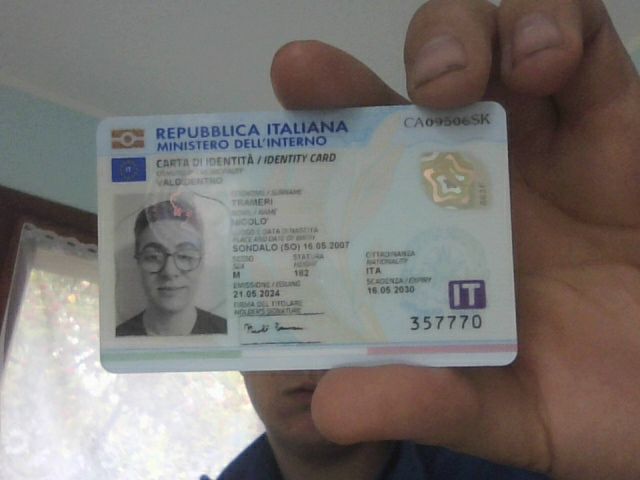 REPUBBLICA ITALIANA
MINISTERO DELL'INTERNO
CA09506SK
CARTA DI IDENTITÀ / IDENTITY CARD
COMUNE DI / MUNICIPALITY
VALDIDENTRO
COGNOME / SURNAME
TRAMERI
NOME / NAME
NICOLO'
LUOGO E DATA DI NASCITA
PLACE AND DATE OF BIRTH
SONDALO (SO) 16.05.2007
SESSO
SEX
M
STATURA
HEIGHT
182
CITTADINANZA
NATIONALITY
ITA
EMISSIONE / ISSUING
21.05.2024
SCADENZA / EXPIRY
16.05.2030
FIRMA DEL TITOLARE
HOLDER'S SIGNATURE
IT
357770